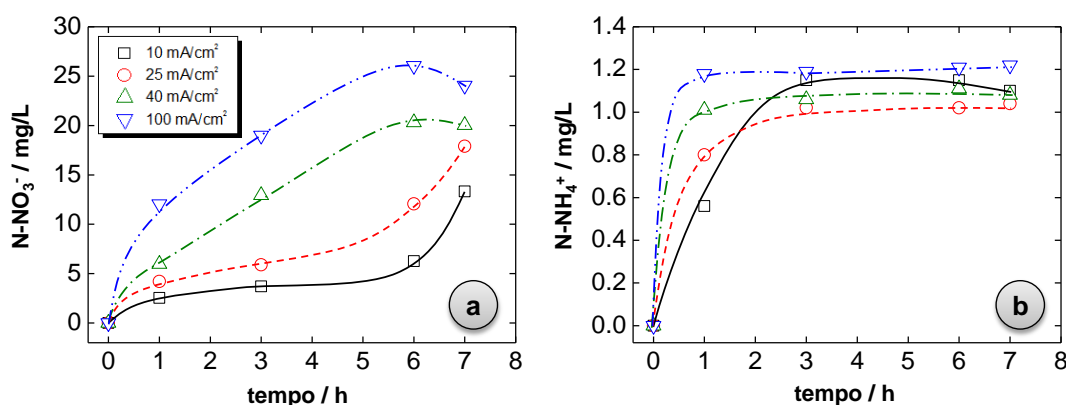 30
25
20
15
10
5
0
N-NO₃⁻ / mg/L
10 mA/cm²
25 mA/cm²
40 mA/cm²
100 mA/cm²
a
0 1 2 3 4 5 6 7 8
tempo / h
1.4
1.2
1.0
0.8
0.6
0.4
0.2
0.0
N-NH₄⁺ / mg/L
b
0 1 2 3 4 5 6 7 8
tempo / h